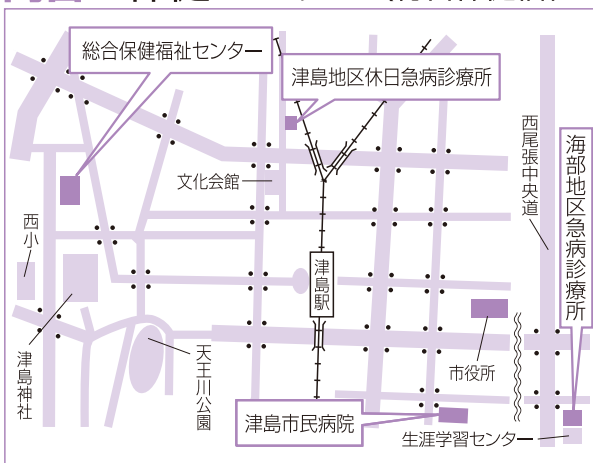 総合保健福祉センター
津島地区休日急病診療所
西尾張中央道
海部地区急病診療所
文化会館
西小
津島駅
津島神社
天王川公園
市役所
津島市民病院
生涯学習センター